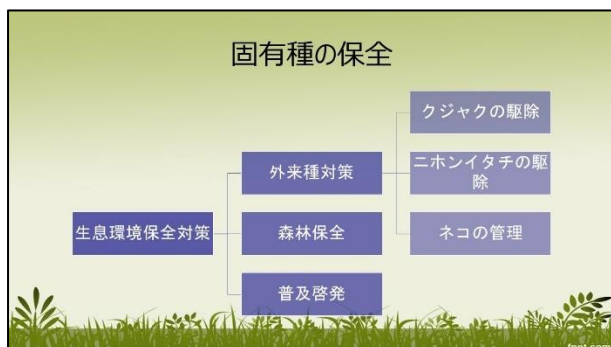 固有種の保全
クジャクの駆除
外来種対策
ニホンイタチの駆
除
生息環境保全対策
森林保全
ネコの管理
普及啓発
fppt.com